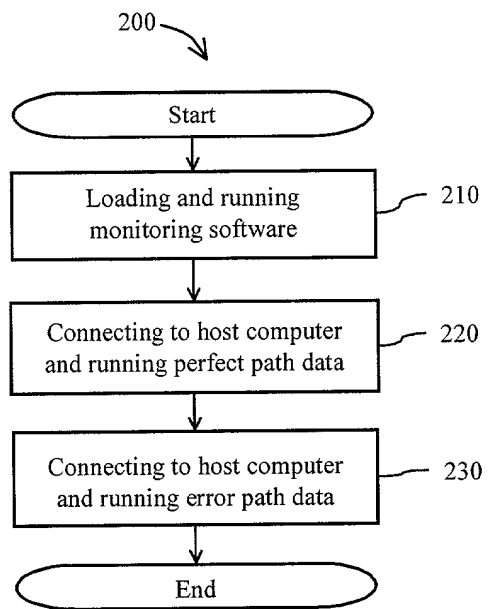 200
Start
Loading and running
monitoring software
210
Connecting to host computer
and running perfect path data
220
Connecting to host computer
and running error path data
230
End